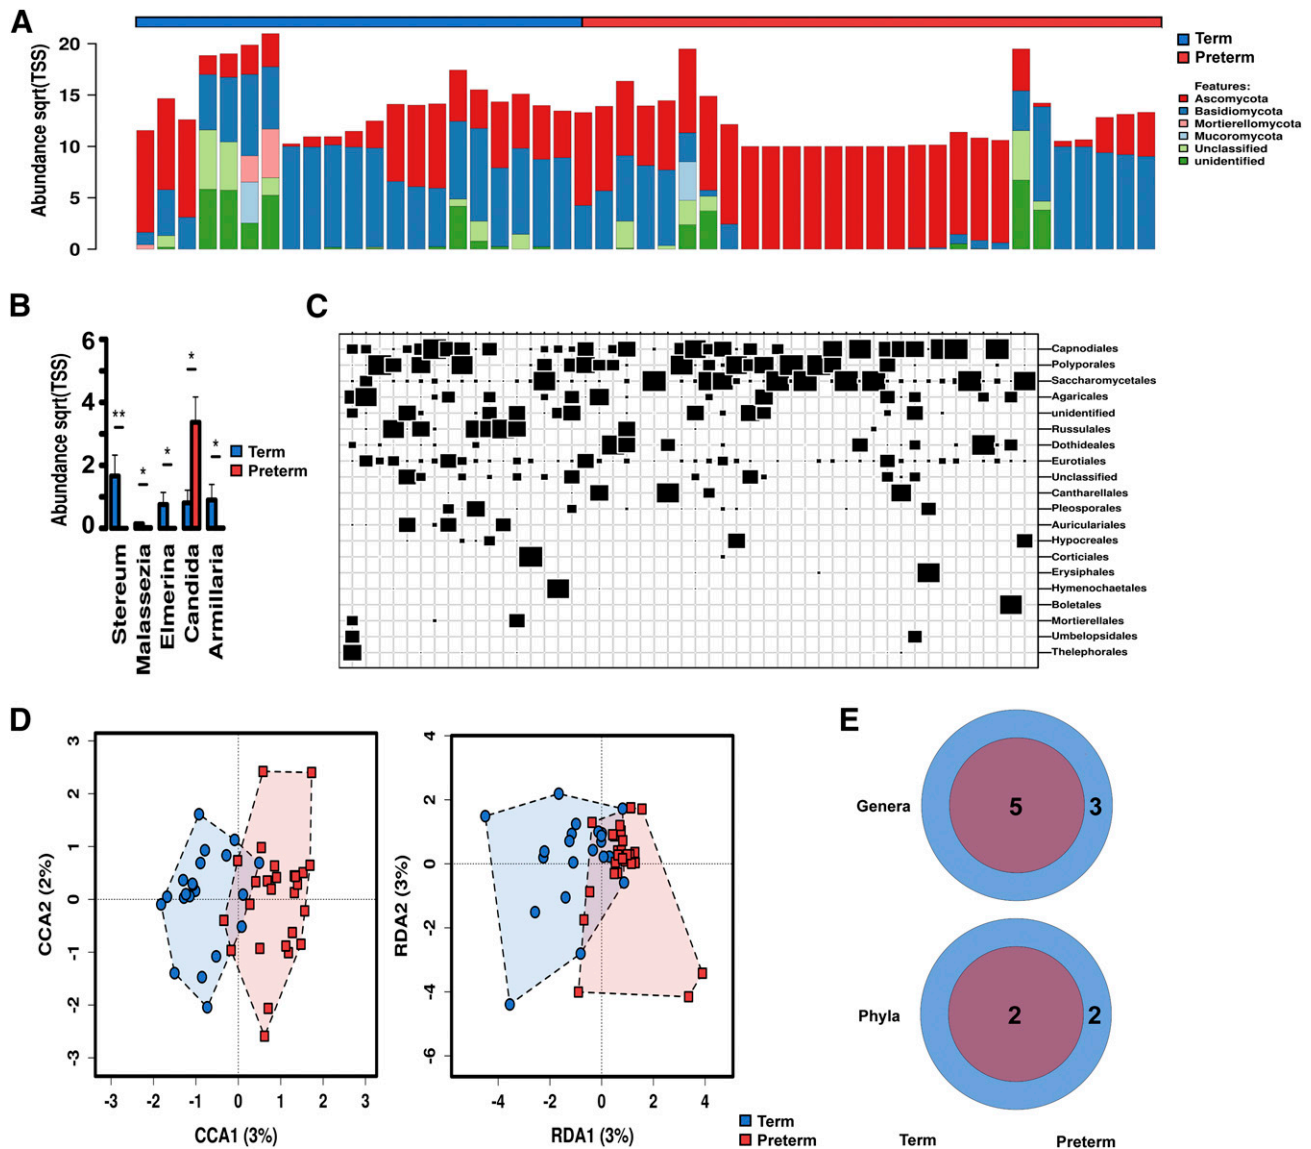 A
Abundance sqrt(TSS)
20
15
10
5
0
Term
Preterm
Features:
Ascomycota
Basidiomycota
Mortierellomycota
Mucoromycota
Unclassified
unidentified
B
Abundance sqrt(TSS)
6
4
2
0
**
*
*
*
*
Term
Preterm
Stereum
Malassezia
Elmerina
Candida
Armillaria
C
Capnodiales
Polyporales
Saccharomycetales
Agaricales
unidentified
Russulales
Dothideales
Eurotiales
Unclassified
Cantharellales
Pleosporales
Auriculariales
Hypocreales
Corticiales
Erysiphales
Hymenochaetales
Boletales
Mortierellales
Umbelopsidales
Thelephorales
D
CCA2 (2%)
3
2
1
0
-1
-2
-3
-3 -2 -1 0 1 2 3
CCA1 (3%)
RDA2 (3%)
4
2
0
-2
-4
-6
-4 -2 0 2 4
RDA1 (3%)
Term
Preterm
E
Genera
5 3
Phyla
2 2
Term Preterm